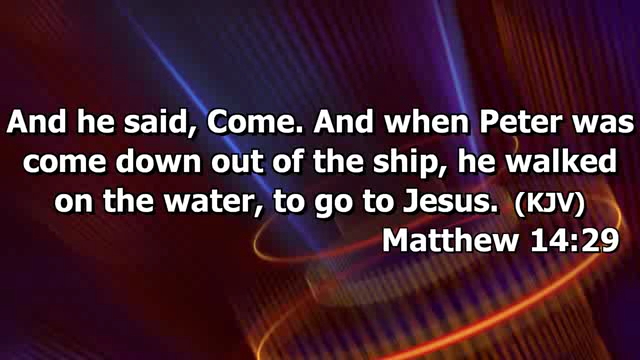 And he said, Come. And when Peter was
come down out of the ship, he walked
on the water, to go to Jesus. (KJV)
Matthew 14:29